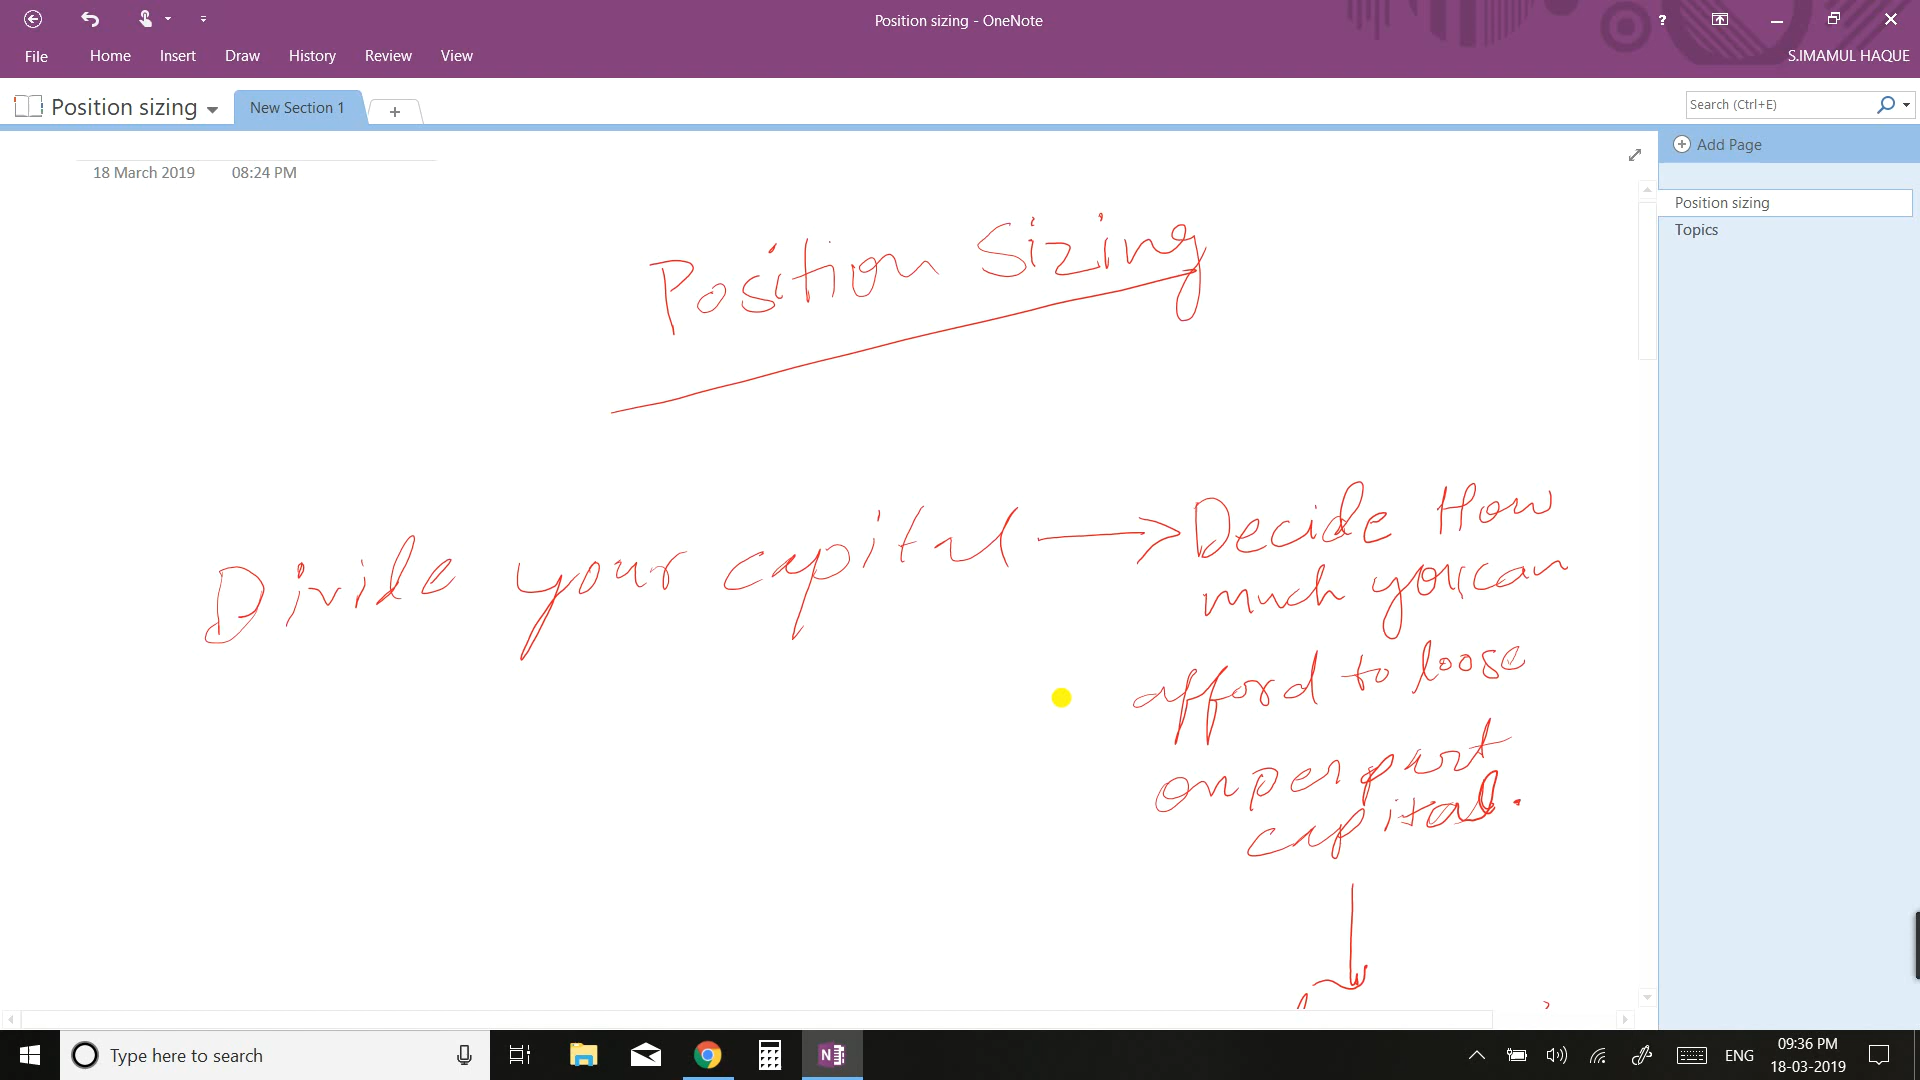 Position sizing - OneNote
?
File Home Insert Draw History Review View
S.IMAMUL HAQUE
Position sizing
New Section 1
+
Search (Ctrl+E)
18 March 2019 08:24 PM
Add Page
Position sizing
Topics
Position Sizing
Divide your capital → Decide How
much you can
afford to loose
on per part
capital.
Type here to search
ENG
09:36 PM
18-03-2019